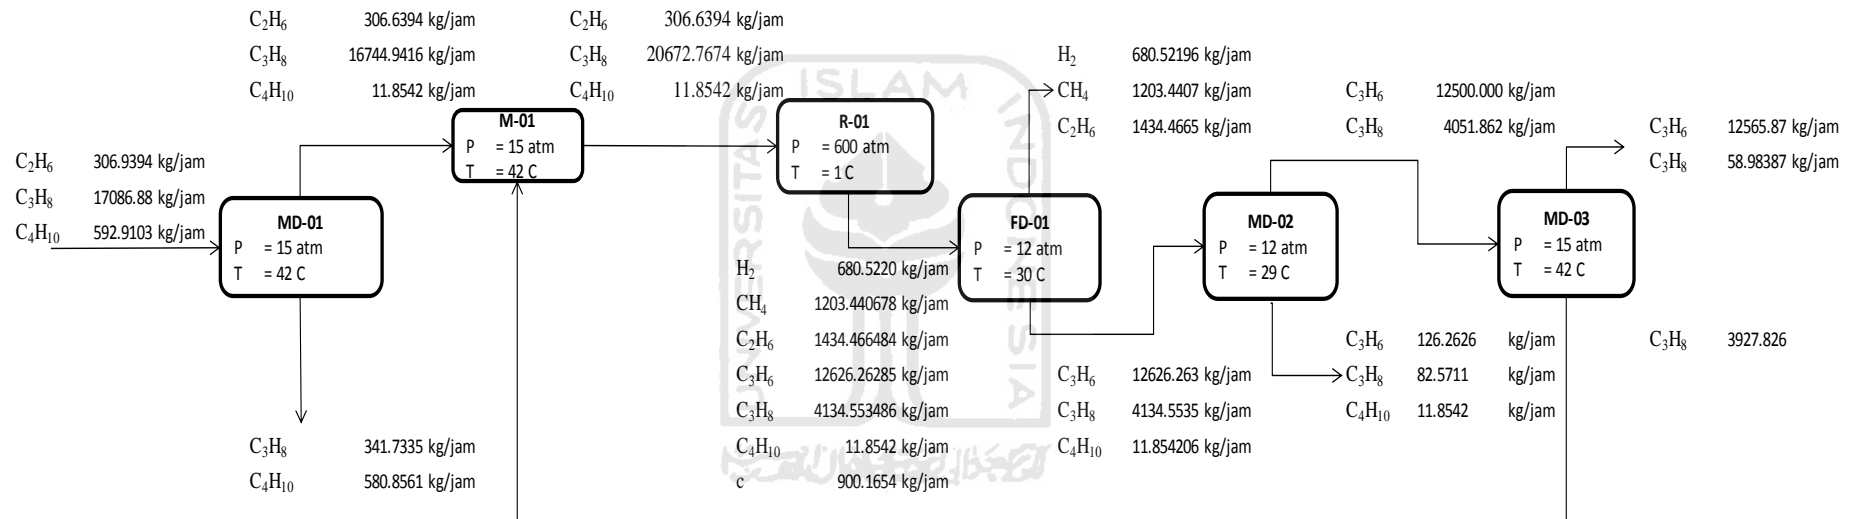 C2H6 306.6394 kg/jam
C3H8 16744.9416 kg/jam
C4H10 11.8542 kg/jam
C2H6 306.6394 kg/jam
C3H8 20672.7674 kg/jam
C4H10 11.8542 kg/jam
H2 680.52196 kg/jam
CH4 1203.4407 kg/jam
C2H6 1434.4665 kg/jam
C3H6 12500.000 kg/jam
C3H8 4051.862 kg/jam
C3H6 12565.87 kg/jam
C3H8 58.98387 kg/jam
C2H6 306.9394 kg/jam
C3H8 17086.88 kg/jam
C4H10 592.9103 kg/jam
MD-01
P = 15 atm
T = 42 C
M-01
P = 15 atm
T = 42 C
R-01
P = 600 atm
T = 1 C
FD-01
P = 12 atm
T = 30 C
MD-02
P = 12 atm
T = 29 C
MD-03
P = 15 atm
T = 42 C
C3H8 341.7335 kg/jam
C4H10 580.8561 kg/jam
H2 680.5220 kg/jam
CH4 1203.440678 kg/jam
C2H6 1434.466484 kg/jam
C3H6 12626.26285 kg/jam
C3H8 4134.553486 kg/jam
C4H10 11.8542 kg/jam
c 900.1654 kg/jam
C3H6 12626.263 kg/jam
C3H8 4134.5535 kg/jam
C4H10 11.854206 kg/jam
C3H6 126.2626 kg/jam
C3H8 82.5711 kg/jam
C4H10 11.8542 kg/jam
C3H8 3927.826
UNIVERSITAS
ISLAM
INDONESIA